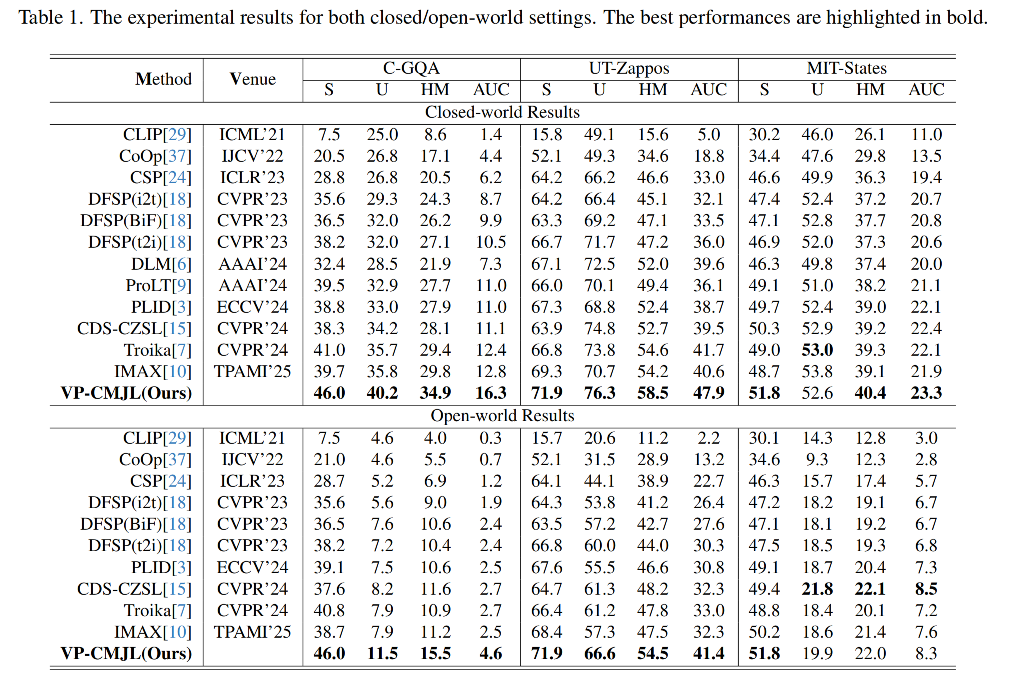 Table 1. The experimental results for both closed/open-world settings. The best performances are highlighted in bold.
Method Venue C-GQA UT-Zappos MIT-States
S U HM AUC S U HM AUC S U HM AUC
Closed-world Results
CLIP[29] ICML'21 7.5 25.0 8.6 1.4 15.8 49.1 15.6 5.0 30.2 46.0 26.1 11.0
CoOp[37] IJCV'22 20.5 26.8 17.1 4.4 52.1 49.3 34.6 18.8 34.4 47.6 29.8 13.5
CSP[24] ICLR'23 28.8 26.8 20.5 6.2 64.2 66.2 46.6 33.0 46.6 49.9 36.3 19.4
DFSP(i2t)[18] CVPR'23 35.6 29.3 24.3 8.7 64.2 66.4 45.1 32.1 47.4 52.4 37.2 20.7
DFSP(BiF)[18] CVPR'23 36.5 32.0 26.2 9.9 63.3 69.2 47.1 33.5 47.1 52.8 37.7 20.8
DFSP(t2i)[18] CVPR'23 38.2 32.0 27.1 10.5 66.7 71.7 47.2 36.0 46.9 52.0 37.3 20.6
DLM[6] AAAI'24 32.4 28.5 21.9 7.3 67.1 72.5 52.0 39.6 46.3 49.8 37.4 20.0
ProLT[9] AAAI'24 39.5 32.9 27.7 11.0 66.0 70.1 49.4 36.1 49.1 51.0 38.2 21.1
PLID[3] ECCV'24 38.8 33.0 27.9 11.0 67.3 68.8 52.4 38.7 49.7 52.4 39.0 22.1
CDS-CZSL[15] CVPR'24 38.3 34.2 28.1 11.1 63.9 74.8 52.7 39.5 50.3 52.9 39.2 22.4
Troika[7] CVPR'24 41.0 35.7 29.4 12.4 66.8 73.8 54.6 41.7 49.0 53.0 39.3 22.1
IMAX[10] TPAMI'25 39.7 35.8 29.8 12.8 69.3 70.7 54.2 40.6 48.7 53.8 39.1 21.9
VP-CMJL(Ours) 46.0 40.2 34.9 16.3 71.9 76.3 58.5 47.9 51.8 52.6 40.4 23.3
Open-world Results
CLIP[29] ICML'21 7.5 4.6 4.0 0.3 15.7 20.6 11.2 2.2 30.1 14.3 12.8 3.0
CoOp[37] IJCV'22 21.0 4.6 5.5 0.7 52.1 31.5 28.9 13.2 34.6 9.3 12.3 2.8
CSP[24] ICLR'23 28.7 5.2 6.9 1.2 64.1 44.1 38.9 22.7 46.3 15.7 17.4 5.7
DFSP(i2t)[18] CVPR'23 35.6 5.6 9.0 1.9 64.3 53.8 41.2 26.4 47.2 18.2 19.1 6.7
DFSP(BiF)[18] CVPR'23 36.5 7.6 10.6 2.4 63.5 57.2 42.7 27.6 47.1 18.1 19.2 6.7
DFSP(t2i)[18] CVPR'23 38.2 7.2 10.4 2.4 66.8 60.0 44.0 30.3 47.5 18.5 19.3 6.8
PLID[3] ECCV'24 39.1 7.5 10.6 2.5 67.6 55.5 46.6 30.8 49.1 18.7 20.4 7.3
CDS-CZSL[15] CVPR'24 37.6 8.2 11.6 2.7 64.7 61.3 48.2 32.3 49.4 21.8 22.1 8.5
Troika[7] CVPR'24 40.8 7.9 10.9 2.7 66.4 61.2 47.8 33.0 48.8 18.4 20.1 7.2
IMAX[10] TPAMI'25 38.7 7.9 11.2 2.5 68.4 57.3 47.5 32.3 50.2 18.6 21.4 7.6
VP-CMJL(Ours) 46.0 11.5 15.5 4.6 71.9 66.6 54.5 41.4 51.8 19.9 22.0 8.3